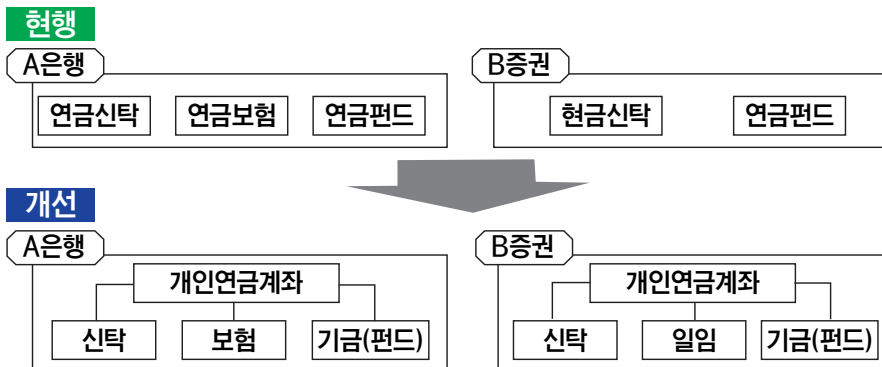 현행
A은행
B증권
연금신탁 연금보험 연금펀드
현금신탁 연금펀드
개선
A은행
B증권
개인연금계좌
개인연금계좌
신탁 보험 기금(펀드)
신탁 일임 기금(펀드)